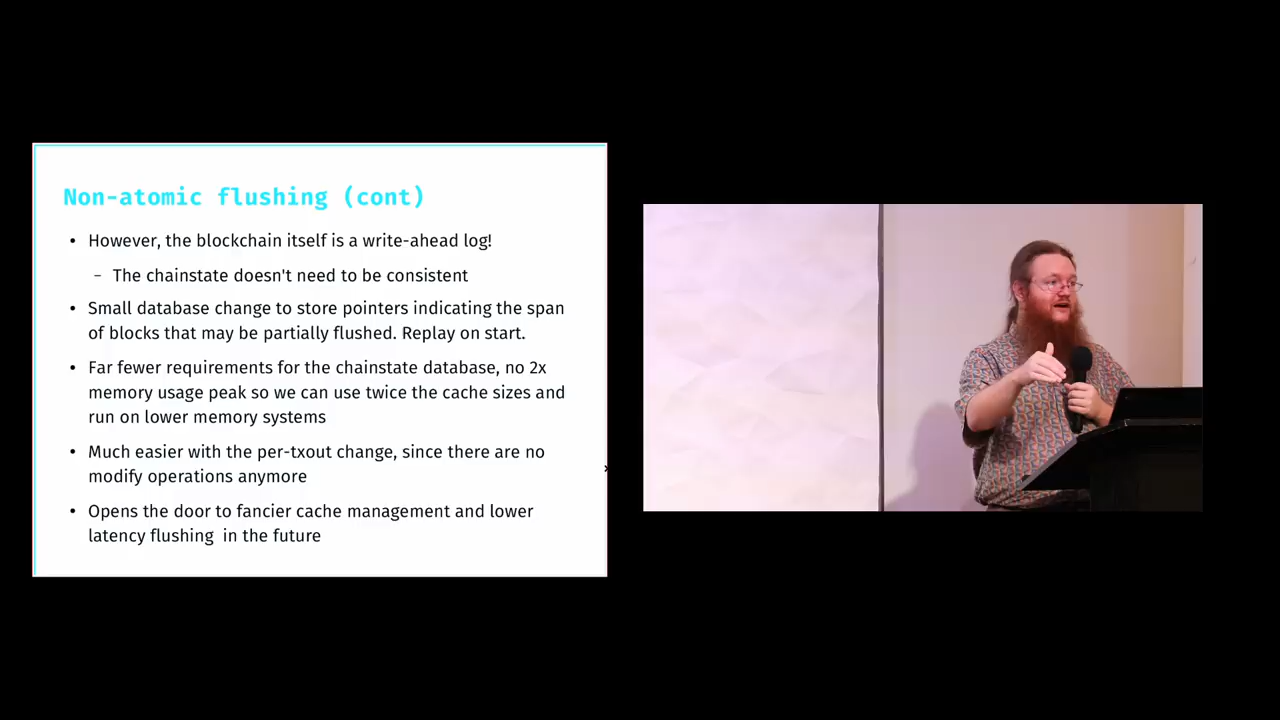 Non-atomic flushing (cont)
• However, the blockchain itself is a write-ahead log!
– The chainstate doesn't need to be consistent
• Small database change to store pointers indicating the span
of blocks that may be partially flushed. Replay on start.
• Far fewer requirements for the chainstate database, no 2x
memory usage peak so we can use twice the cache sizes and
run on lower memory systems
• Much easier with the per-txout change, since there are no
modify operations anymore
• Opens the door to fancier cache management and lower
latency flushing  in the future